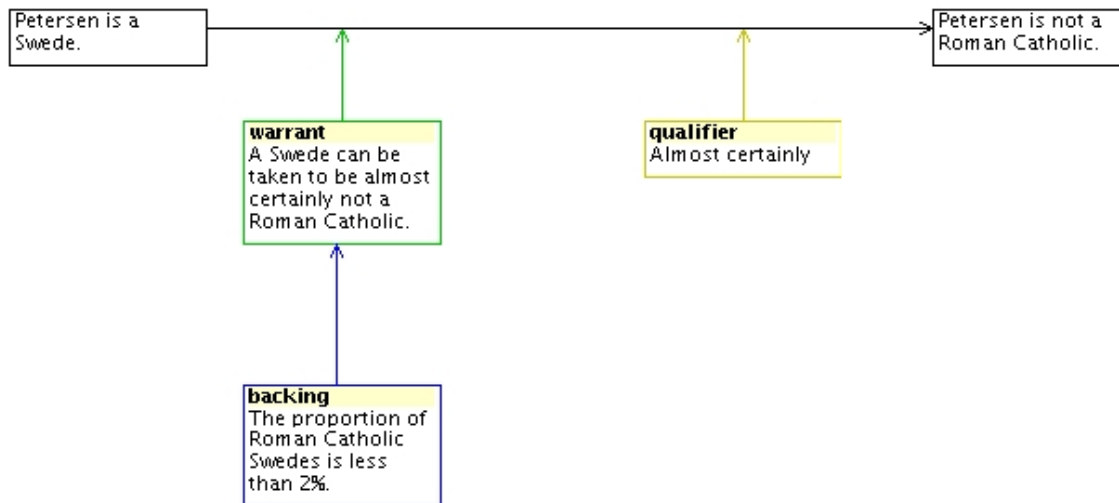 Petersen is a
Swede.
Petersen is not a
Roman Catholic.
warrant
A Swede can be
taken to be almost
certainly not a
Roman Catholic.
qualifier
Almost certainly
backing
The proportion of
Roman Catholic
Swedes is less
than 2%.